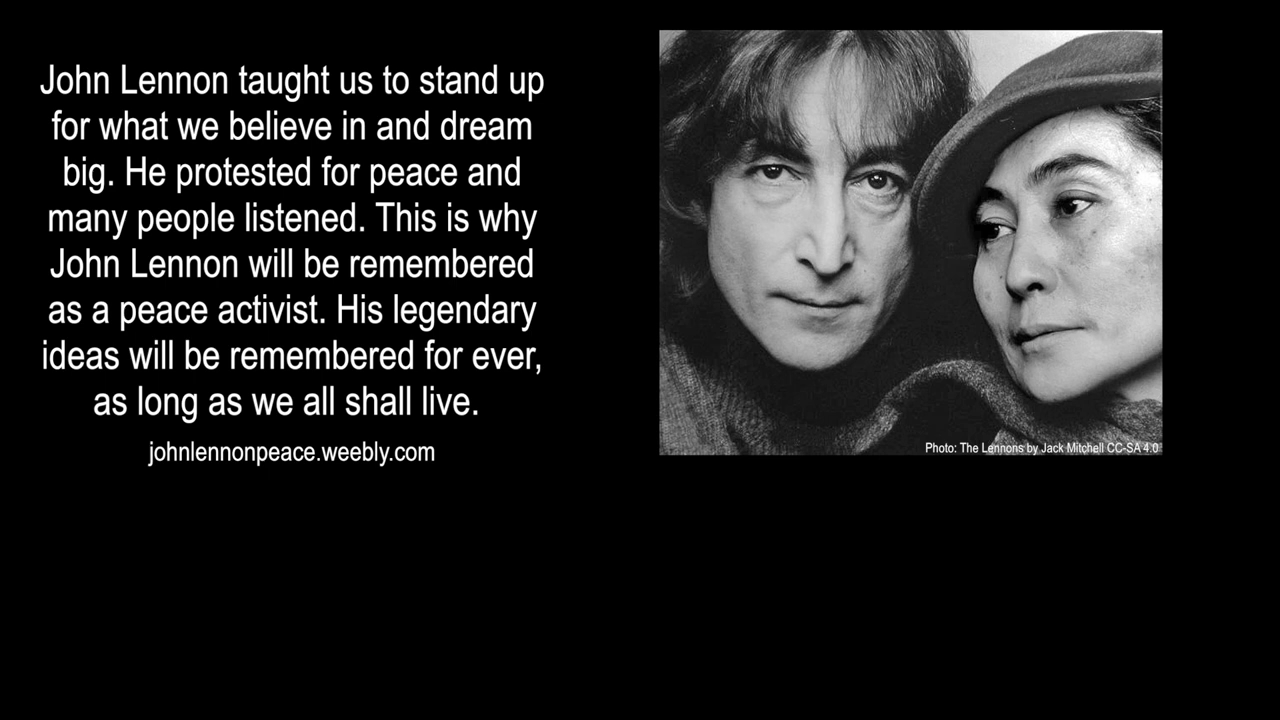 John Lennon taught us to stand up
for what we believe in and dream
big. He protested for peace and
many people listened. This is why
John Lennon will be remembered
as a peace activist. His legendary
ideas will be remembered for ever,
as long as we all shall live.
johnlennonpeace.weebly.com
Photo: The Lennons by Jack Mitchell CC-SA 4.0